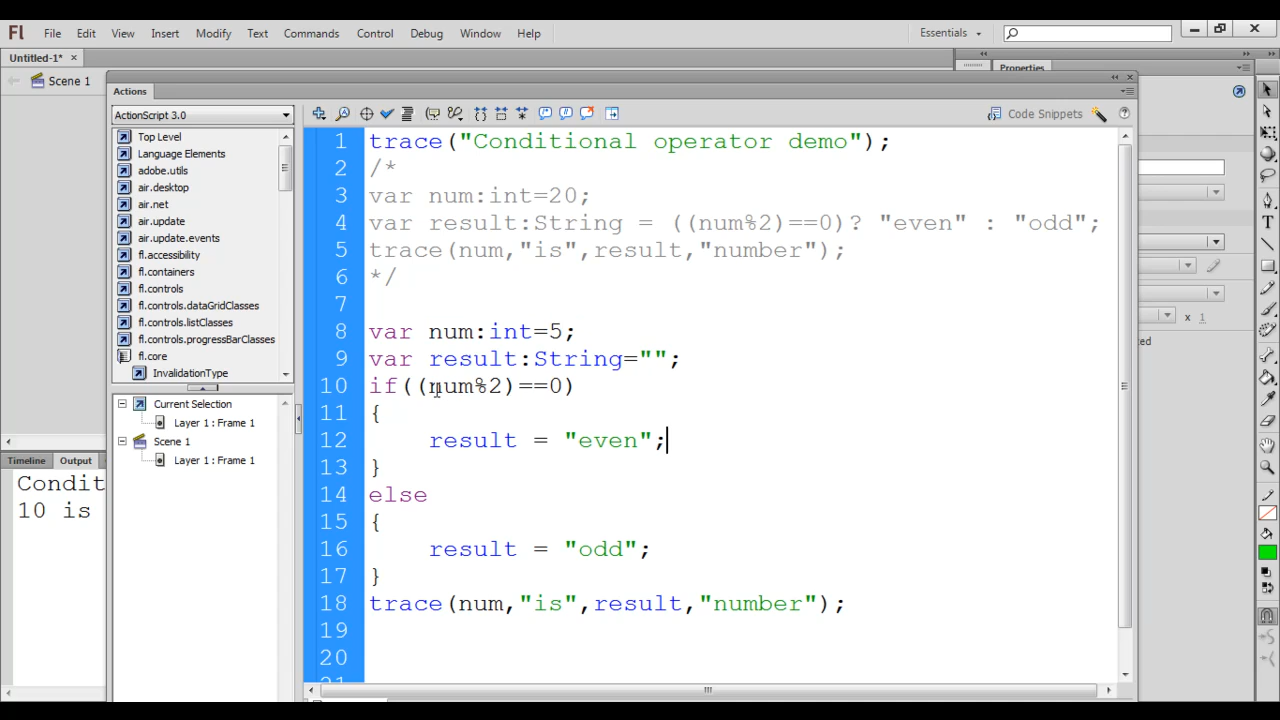 Fl File Edit View Insert Modify Text Commands Control Debug Window Help Essentials
Untitled-1* ×
Scene 1
Properties
Actions
ActionScript 3.0
Code Snippets
Top Level
Language Elements
adobe.utils
air.desktop
air.net
air.update
air.update.events
fl.accessibility
fl.containers
fl.controls
fl.controls.dataGridClasses
fl.controls.listClasses
fl.controls.progressBarClasses
fl.core
InvalidationType
Current Selection
Layer 1 : Frame 1
Scene 1
Layer 1 : Frame 1
1 trace("Conditional operator demo");
2 /*
3 var num:int=20;
4 var result:String = ((num%2)==0)? "even" : "odd";
5 trace(num,"is",result,"number");
6 */
7
8 var num:int=5;
9 var result:String="";
10 if((num%2)==0)
11 {
12     result = "even";
13 }
14 else
15 {
16     result = "odd";
17 }
18 trace(num,"is",result,"number");
19
20
Timeline Output
Condit
10 is
x 1